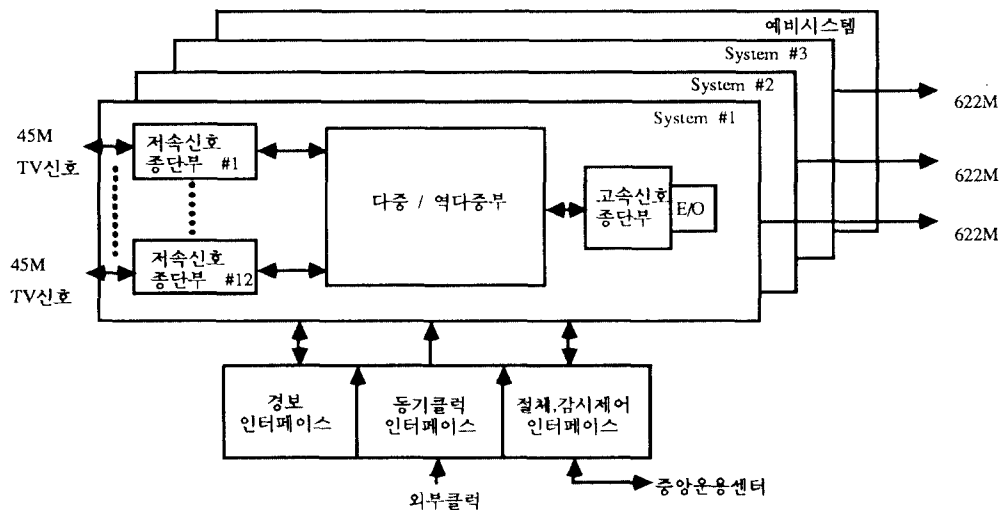 예비시스템
System #3
System #2
System #1
622M
622M
622M
45M
TV신호
저속신호
종단부 #1
다중 / 역다중부
고속신호
종단부
E/O
45M
TV신호
저속신호
종단부 #12
경보
인터페이스
동기클럭
인터페이스
절체,감시제어
인터페이스
외부클럭
중앙운용센터